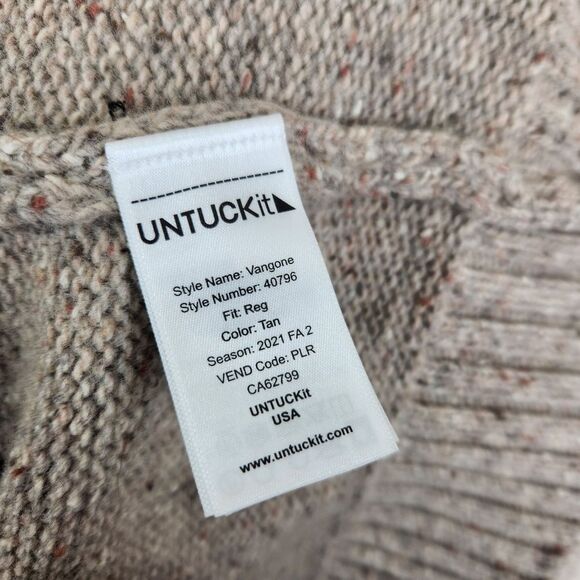 UNTUCKit
Style Name: Vangone
Style Number: 40796
Fit: Reg
Color: Tan
Season: 2021 FA 2
VEND Code: PLR
CA62799
UNTUCKit
USA
www.untuckit.com